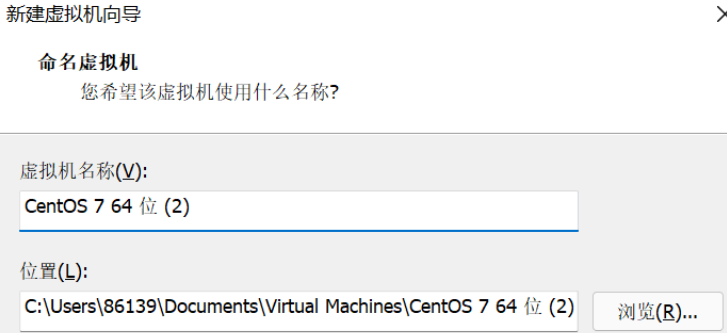 新建虚拟机向导
命名虚拟机
您希望该虚拟机使用什么名称?
虚拟机名称(V):
CentOS 7 64 位 (2)
位置(L):
C:\Users\86139\Documents\Virtual Machines\CentOS 7 64 位 (2)
浏览(R)...